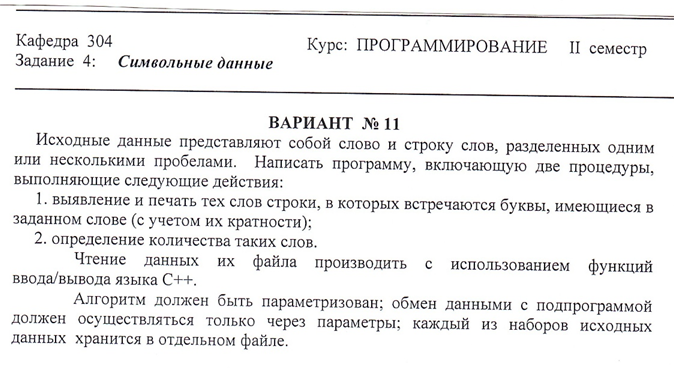 Кафедра 304 Курс: ПРОГРАММИРОВАНИЕ II семестр
Задание 4: Символьные данные
ВАРИАНТ № 11
Исходные данные представляют собой слово и строку слов, разделенных одним
или несколькими пробелами. Написать программу, включающую две процедуры,
выполняющие следующие действия:
1. выявление и печать тех слов строки, в которых встречаются буквы, имеющиеся в
заданном слове (с учетом их кратности);
2. определение количества таких слов.
Чтение данных их файла производить с использованием функций
ввода/вывода языка C++.
Алгоритм должен быть параметризован; обмен данными с подпрограммой
должен осуществляться только через параметры; каждый из наборов исходных
данных хранится в отдельном файле.